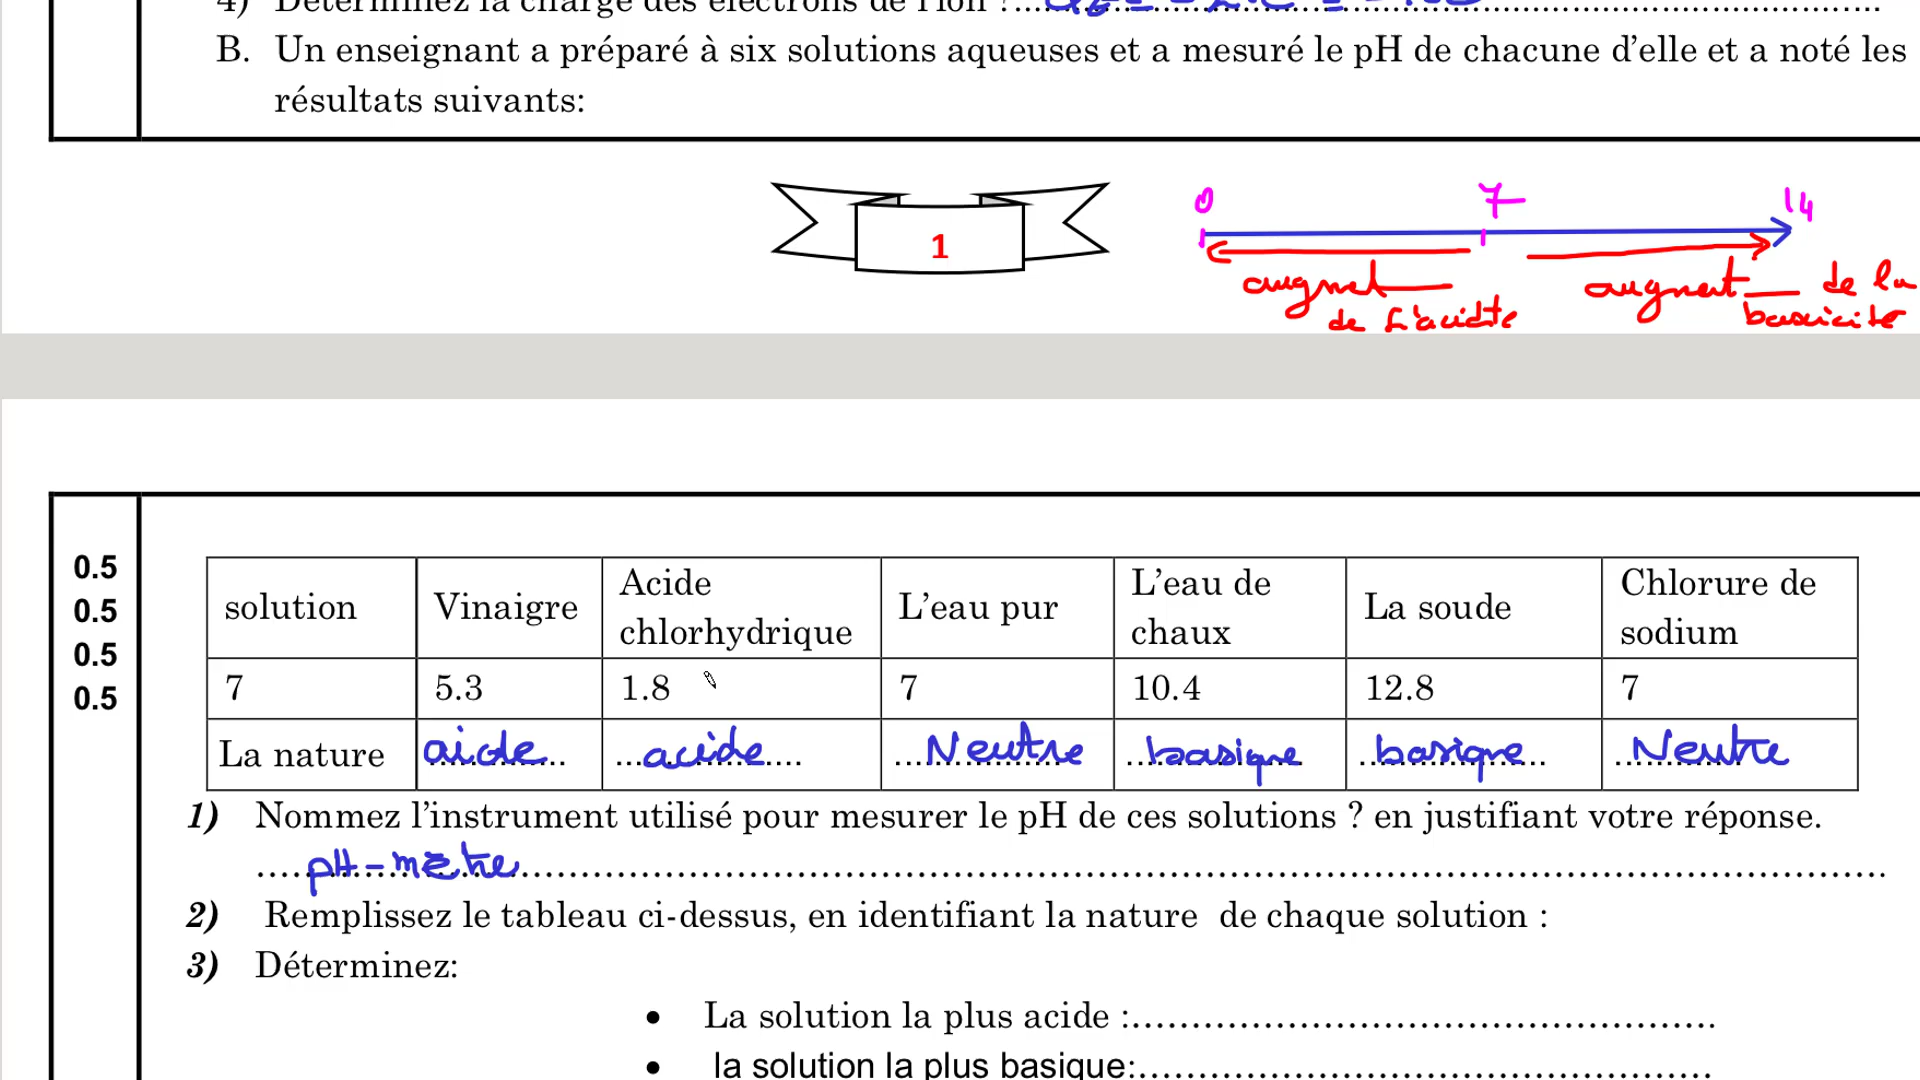 4) Déterminez la charge des électrons de l'ion ?
B. Un enseignant a préparé à six solutions aqueuses et a mesuré le pH de chacune d'elle et a noté les
résultats suivants:
1
0 7 14
augmet de l'acidite
augmert de la basicite
0.5
0.5
0.5
0.5
solution Vinaigre Acide chlorhydrique L'eau pur L'eau de chaux La soude Chlorure de sodium
7 5.3 1.8 7 10.4 12.8 7
La nature aicde acide Neutre basique basique Neutre
1) Nommez l'instrument utilisé pour mesurer le pH de ces solutions ? en justifiant votre réponse.
pH-mètre
2) Remplissez le tableau ci-dessus, en identifiant la nature de chaque solution :
3) Déterminez:
• La solution la plus acide :
• la solution la plus basique: